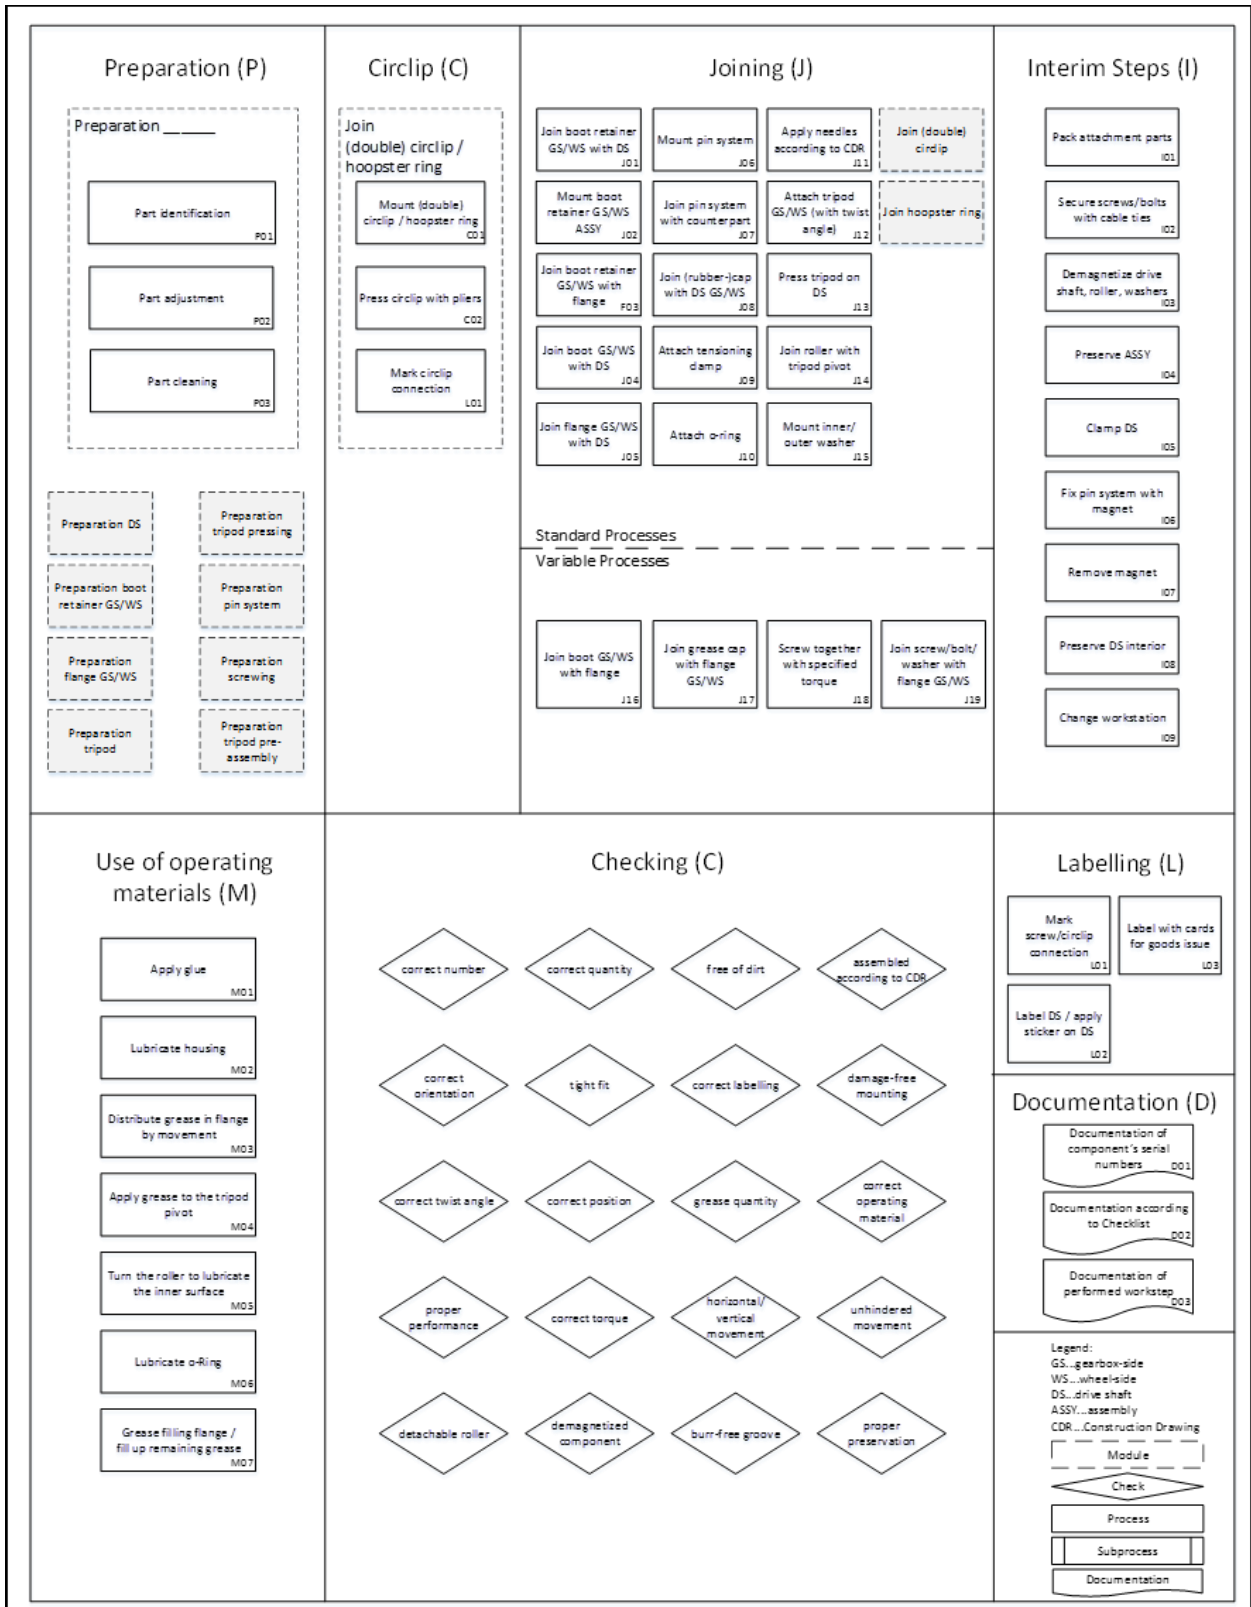 Preparation (P)
Preparation ______
Part identification
P01
Part adjustment
P02
Part cleaning
P03
Preparation DS
Preparation
tripod pressing
Preparation boot
retainer GS/WS
Preparation
pin system
Preparation
flange GS/WS
Preparation
screwing
Preparation
tripod
Preparation
tripod pre-
assembly
Circlip (C)
Join
(double) circlip /
hoopster ring
Mount (double)
circlip / hoopster ring
C01
Press circlip with pliers
C02
Mark circlip
connection
L01
Joining (J)
Join boot retainer
GS/WS with DS
J01
Mount pin system
J06
Apply needles
according to CDR
J11
Join (double)
circlip
Mount boot
retainer GS/WS
ASSY
J02
Join pin system
with counterpart
J07
Attach tripod
GS/WS (with twist
angle)
J12
Join hoopster ring
Join boot retainer
GS/WS with
flange
F03
Join (rubber-)cap
with DS GS/WS
J08
Press tripod on
DS
J13
Join boot GS/WS
with DS
J04
Attach tensioning
clamp
J09
Join roller with
tripod pivot
J14
Join flange GS/WS
with DS
J05
Attach o-ring
J10
Mount inner/
outer washer
J15
Standard Processes
Variable Processes
Join boot GS/WS
with flange
J16
Join grease cap
with flange
GS/WS
J17
Screw together
with specified
torque
J18
Join screw/bolt/
washer with
flange GS/WS
J19
Interim Steps (I)
Pack attachment parts
I01
Secure screws/bolts
with cable ties
I02
Demagnetize drive
shaft, roller, washers
I03
Preserve ASSY
I04
Clamp DS
I05
Fix pin system with
magnet
I06
Remove magnet
I07
Preserve DS interior
I08
Change workstation
I09
Use of operating
materials (M)
Apply glue
M01
Lubricate housing
M02
Distribute grease in flange
by movement
M03
Apply grease to the tripod
pivot
M04
Turn the roller to lubricate
the inner surface
M05
Lubricate o-Ring
M06
Grease filling flange /
fill up remaining grease
M07
Checking (C)
correct number
correct quantity
free of dirt
assembled
according to CDR
correct
orientation
tight fit
correct labelling
damage-free
mounting
correct twist angle
correct position
grease quantity
correct
operating
material
proper
performance
correct torque
horizontal/
vertical
movement
unhindered
movement
detachable roller
demagnetized
component
burr-free groove
proper
preservation
Labelling (L)
Mark
screw/circlip
connection
L01
Label with cards
for goods issue
L03
Label DS / apply
sticker on DS
L02
Documentation (D)
Documentation of
component's serial
numbers
D01
Documentation according
to Checklist
D02
Documentation of
performed workstep
D03
Legend:
GS...gearbox-side
WS...wheel-side
DS...drive shaft
ASSY...assembly
CDR...Construction Drawing
Module
Check
Process
Subprocess
Documentation